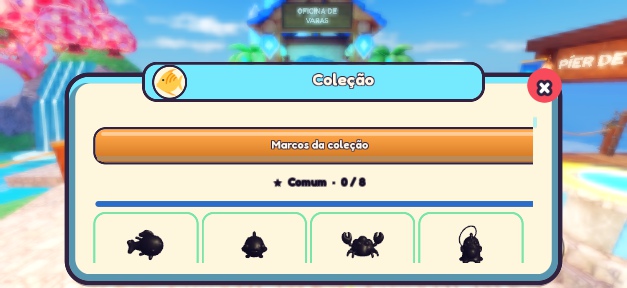 OFICINA DE
VARAS
PÍER DE
Coleção
Marcos da coleção
★ Comum · 0/8